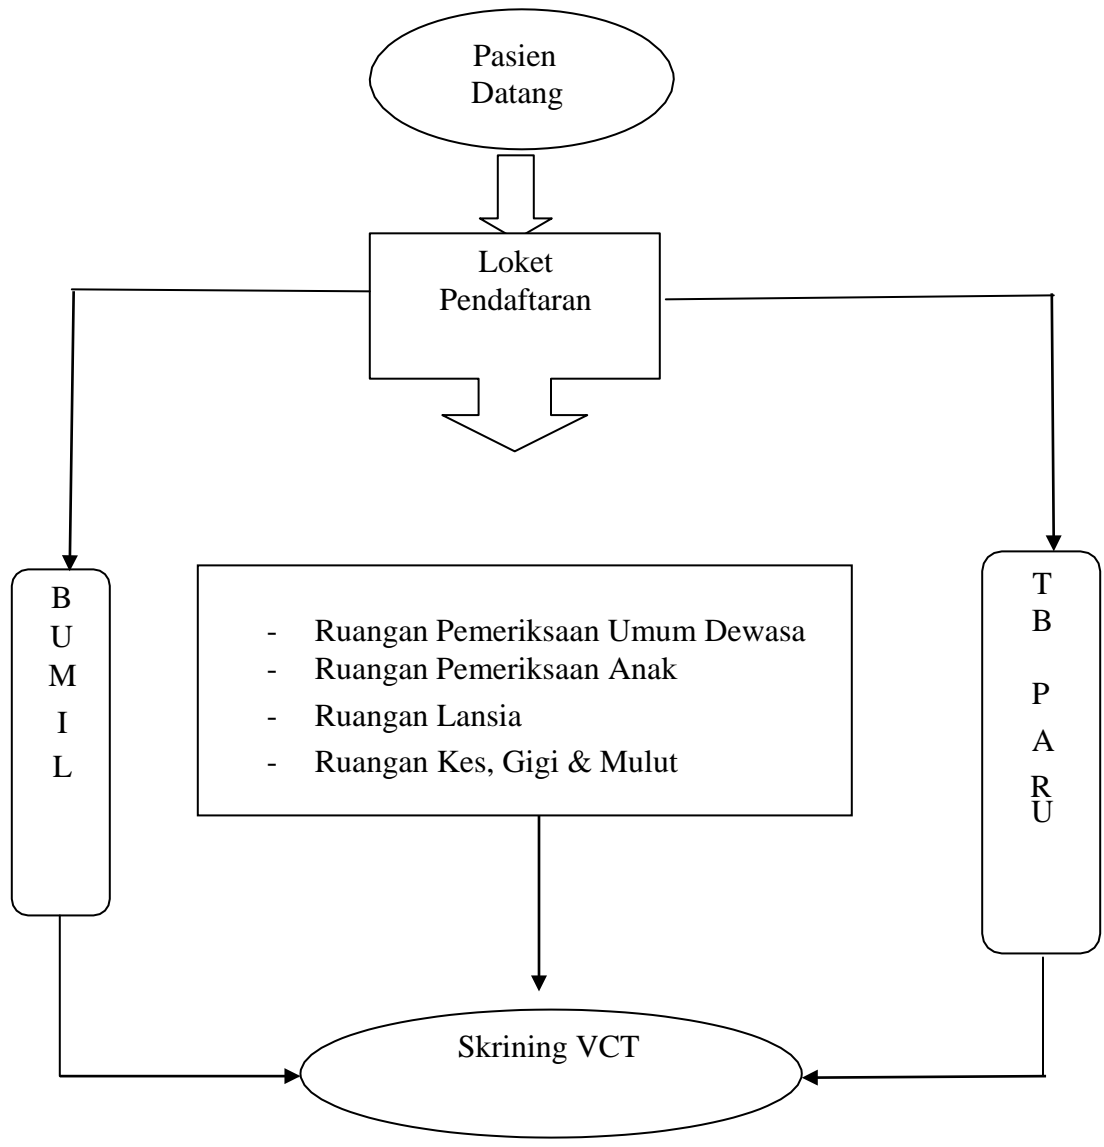 Pasien
Datang
Loket
Pendaftaran
B
U
M
I
L
- Ruangan Pemeriksaan Umum Dewasa
- Ruangan Pemeriksaan Anak
- Ruangan Lansia
- Ruangan Kes, Gigi & Mulut
T
B
P
A
R
U
Skrining VCT